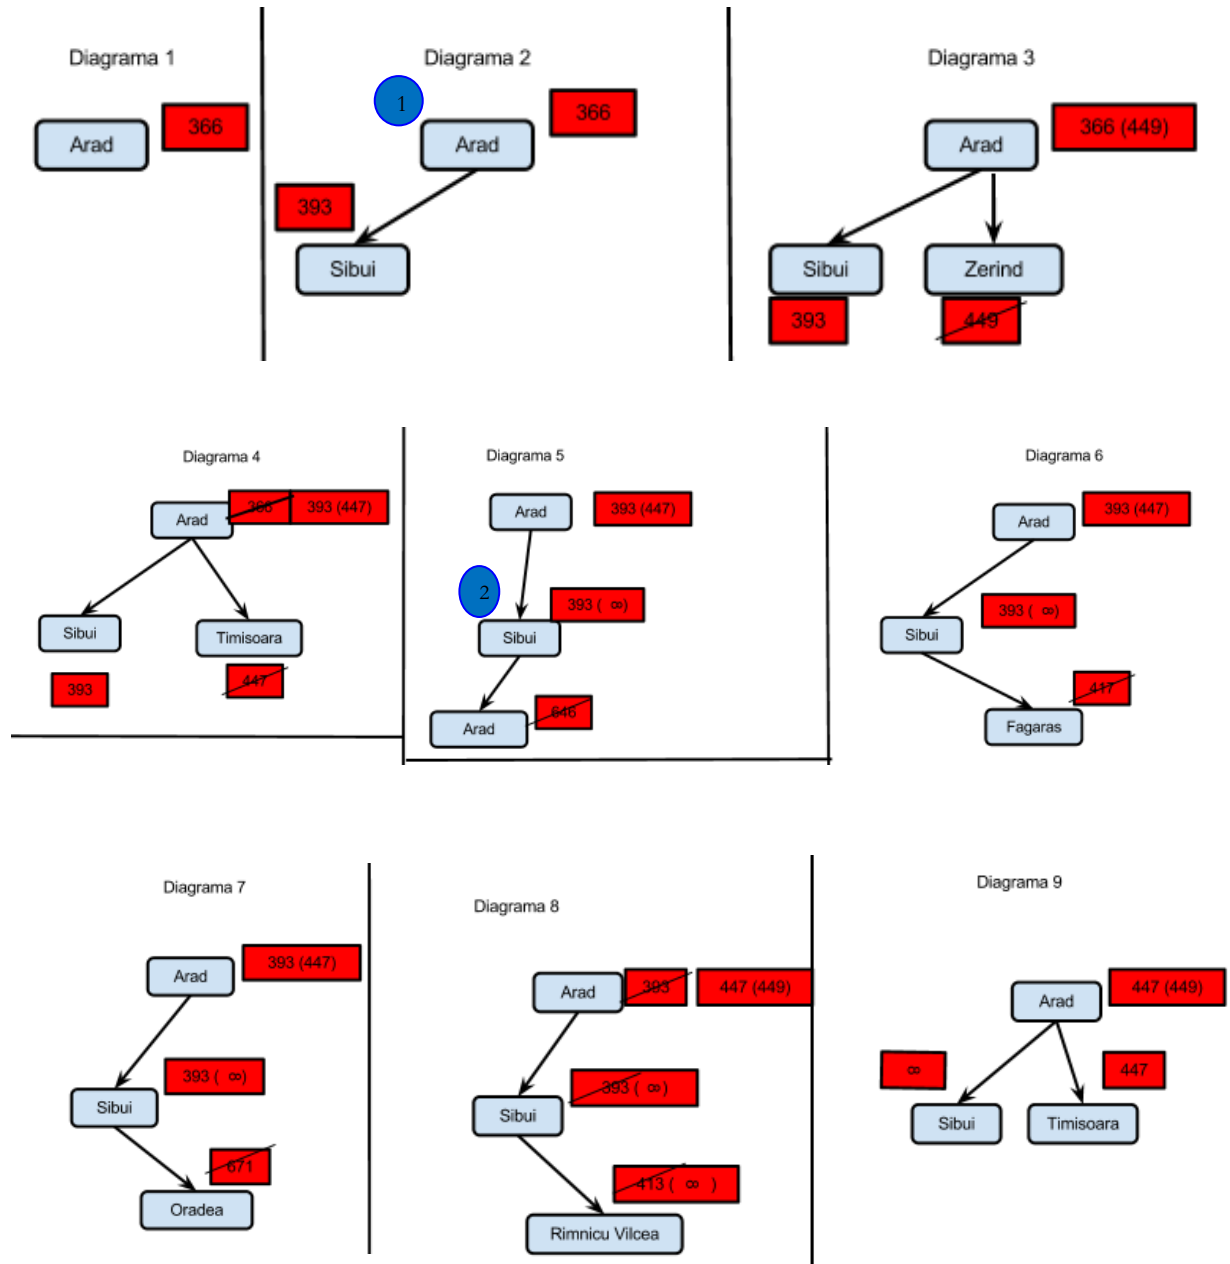 Diagrama 1
Arad
366
Diagrama 2
1
Arad
366
393
Sibui
Diagrama 3
Arad
366 (449)
Sibui
Zerind
393
449
Diagrama 4
Arad
366
393 (447)
Sibui
Timisoara
393
447
Diagrama 5
Arad
393 (447)
2
393 ( ∞)
Sibui
Arad
646
Diagrama 6
Arad
393 (447)
393 ( ∞)
Sibui
417
Fagaras
Diagrama 7
Arad
393 (447)
393 ( ∞)
Sibui
671
Oradea
Diagrama 8
Arad
393
447 (449)
393 ( ∞)
Sibui
413 ( ∞ )
Rimnicu Vilcea
Diagrama 9
Arad
447 (449)
∞
447
Sibui
Timisoara